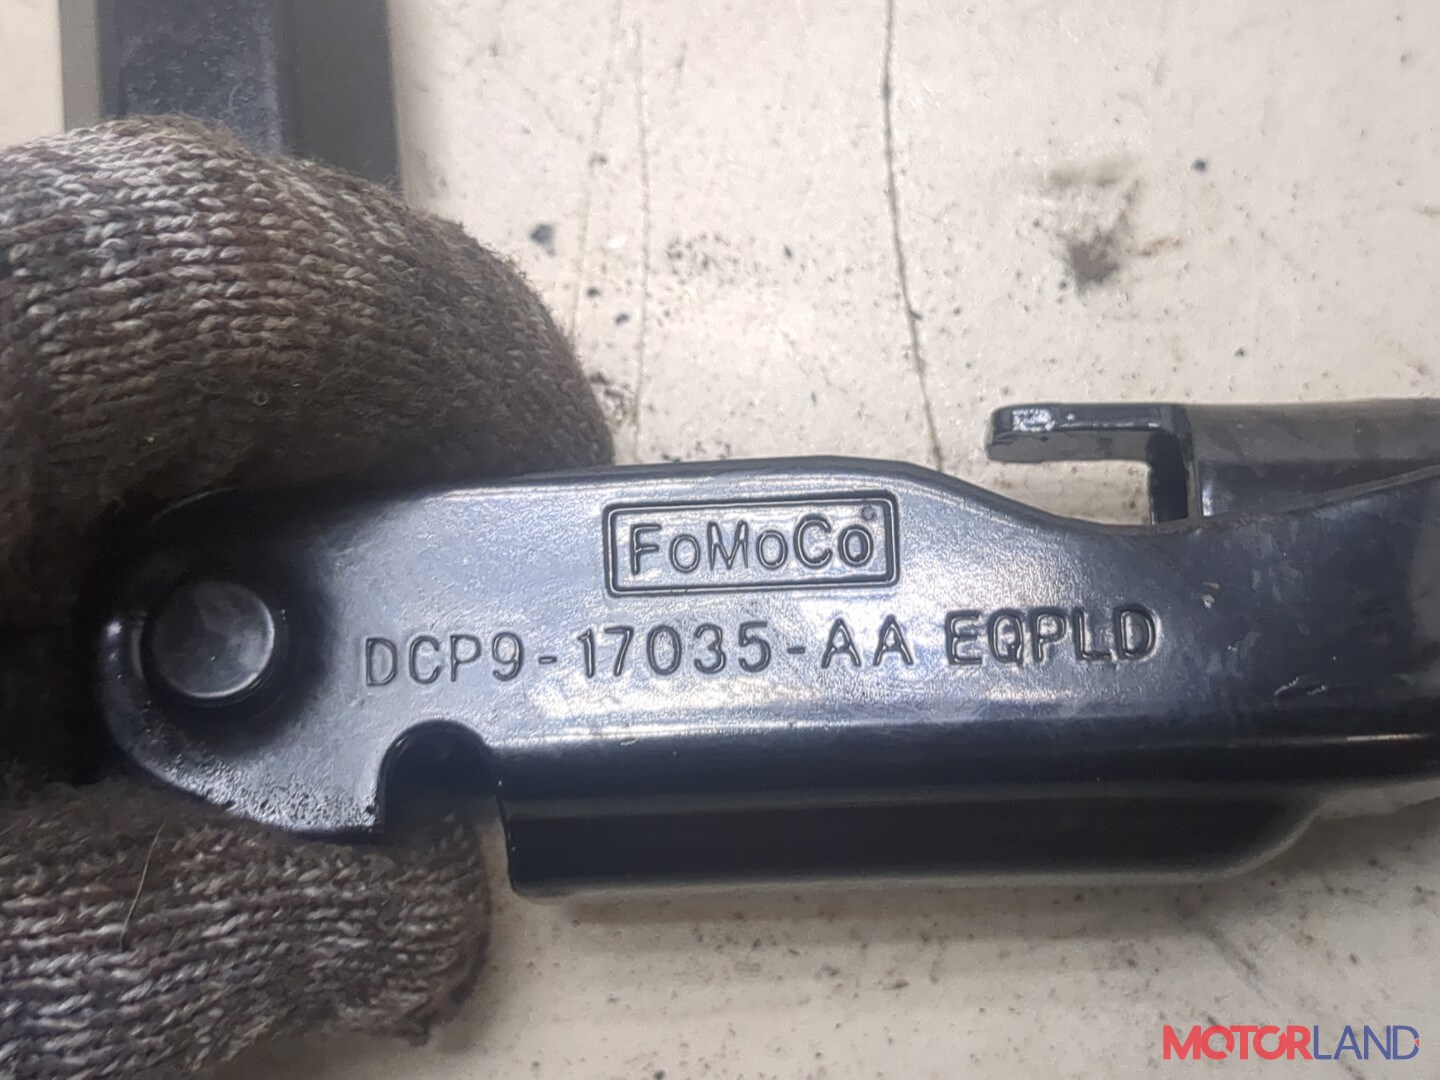 FoMoCo
DCP9-17035-AA EQPLD
MOTORLAND